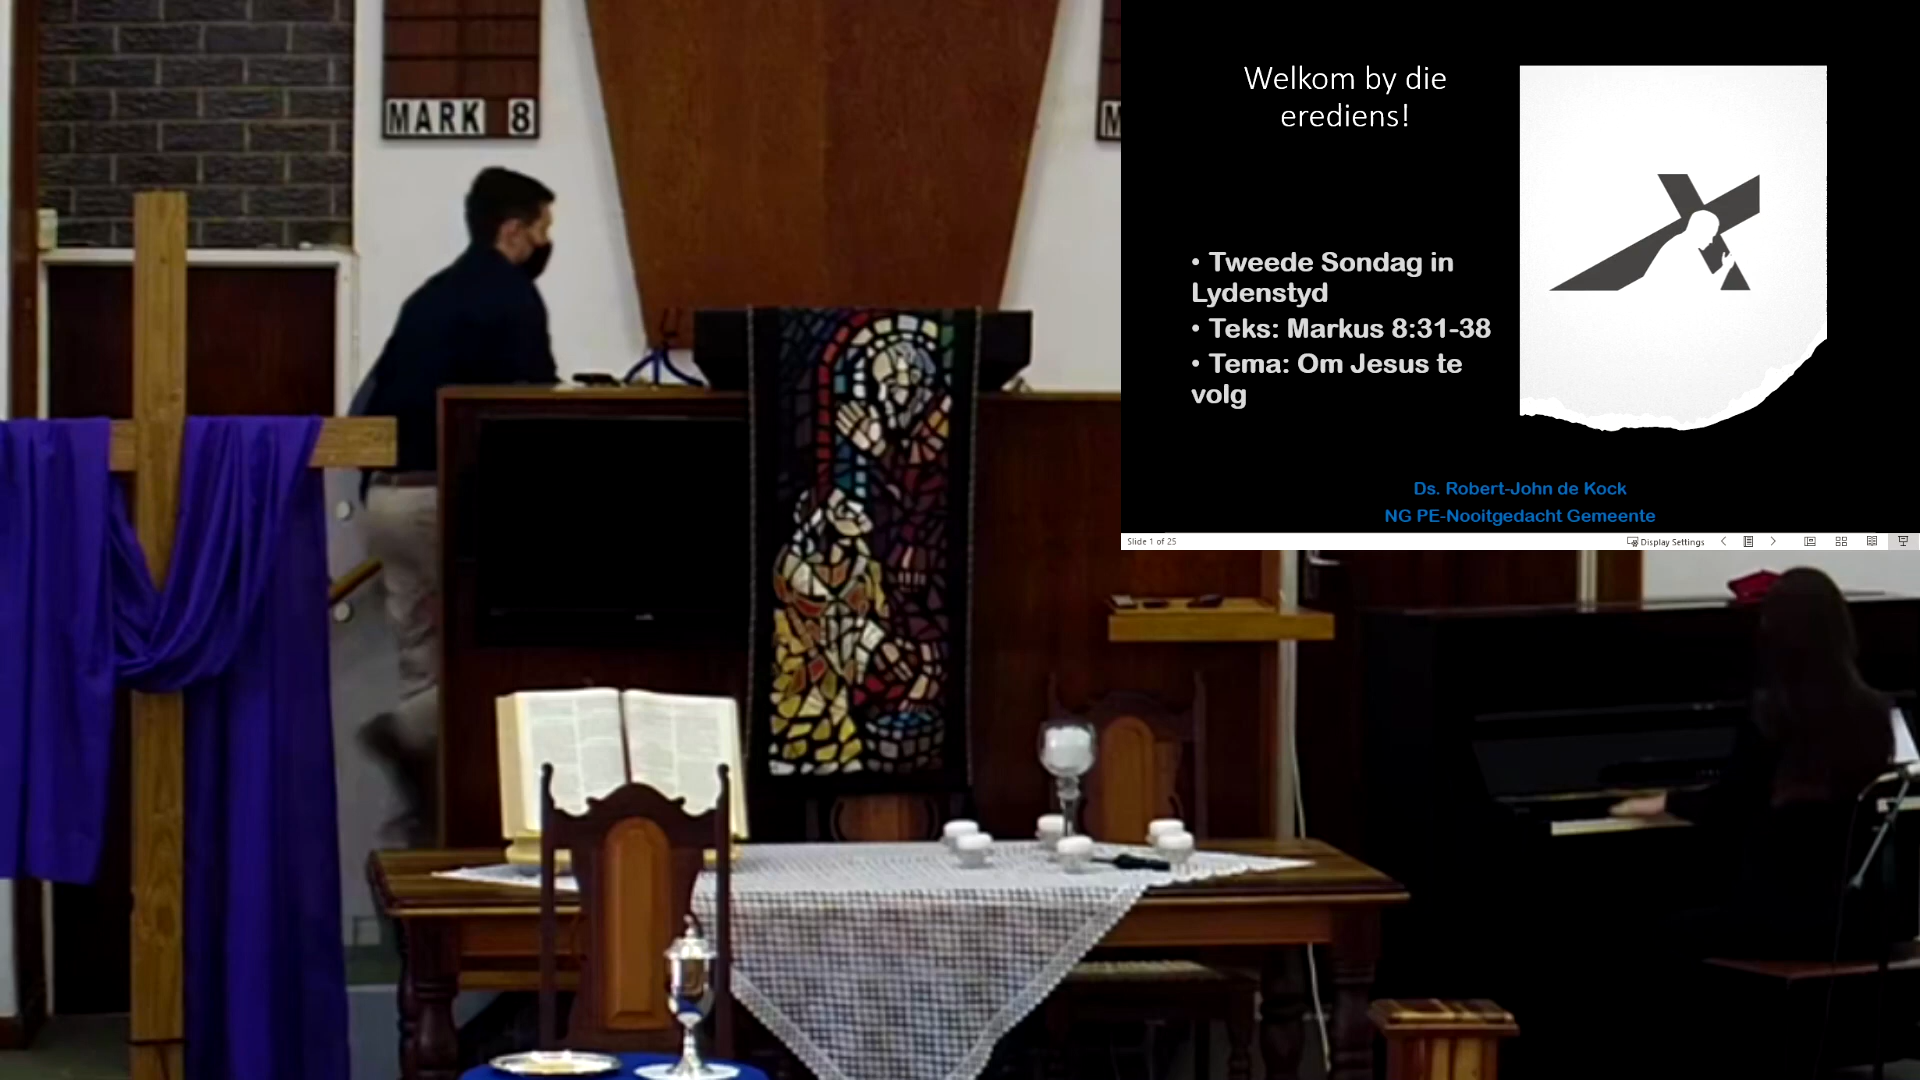 MARK 8
M
Welkom by die
erediens!
• Tweede Sondag in
Lydenstyd
• Teks: Markus 8:31-38
• Tema: Om Jesus te
volg
Ds. Robert-John de Kock
NG PE-Nooitgedacht Gemeente
Slide 1 of 25
Display Settings